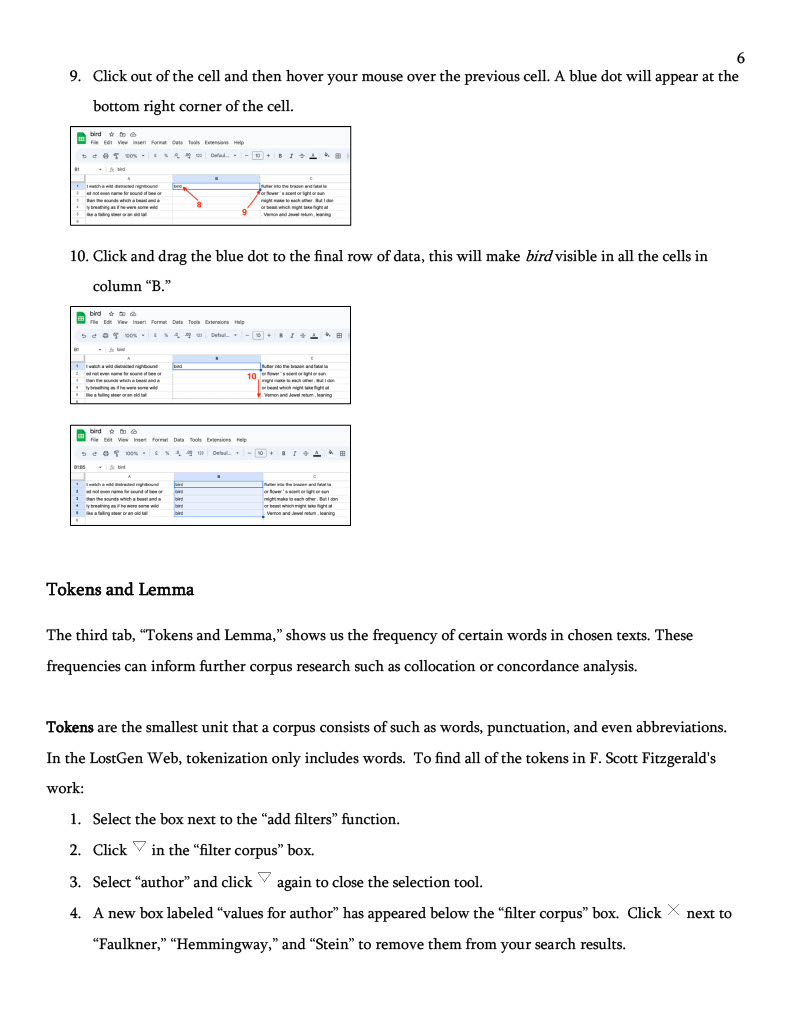 6
9. Click out of the cell and then hover your mouse over the previous cell. A blue dot will appear at the
bottom right corner of the cell.
bird
File Edit View Insert Format Data Tools Extensions Help
100% £ % .0 .00 123 Defaul... − 10 + B I A
B1 fx bird
A B C
1 t watch a wild distracted nightbound bird flutter into the brazen and fatal la
2 ed not even name for sound of bee or or flower ' s scent or light or sun
3 than the sounds which a beast and a might make to each other . But I don
4 ly breathing as if he were some wild or beast which might take flight at
5 like a falling steer or an old tall . Vernon and Jewel return , leaning
6
8
9
10. Click and drag the blue dot to the final row of data, this will make bird visible in all the cells in
column “B.”
bird
File Edit View Insert Format Data Tools Extensions Help
100% £ % .0 .00 123 Defaul... − 10 + B I A
B1 fx bird
A B C
1 t watch a wild distracted nightbound bird flutter into the brazen and fatal la
2 ed not even name for sound of bee or or flower ' s scent or light or sun
3 than the sounds which a beast and a might make to each other . But I don
4 ly breathing as if he were some wild or beast which might take flight at
5 like a falling steer or an old tall . Vernon and Jewel return , leaning
10
bird
File Edit View Insert Format Data Tools Extensions Help
100% £ % .0 .00 123 Defaul... − 10 + B I A
B1:B5 fx bird
A B C
1 t watch a wild distracted nightbound bird flutter into the brazen and fatal la
2 ed not even name for sound of bee or bird or flower ' s scent or light or sun
3 than the sounds which a beast and a bird might make to each other . But I don
4 ly breathing as if he were some wild bird or beast which might take flight at
5 like a falling steer or an old tall bird . Vernon and Jewel return , leaning
6
Tokens and Lemma
The third tab, “Tokens and Lemma,” shows us the frequency of certain words in chosen texts. These
frequencies can inform further corpus research such as collocation or concordance analysis.
Tokens are the smallest unit that a corpus consists of such as words, punctuation, and even abbreviations.
In the LostGen Web, tokenization only includes words. To find all of the tokens in F. Scott Fitzgerald's
work:
1. Select the box next to the “add filters” function.
2. Click ▽ in the “filter corpus” box.
3. Select “author” and click ▽ again to close the selection tool.
4. A new box labeled “values for author” has appeared below the “filter corpus” box. Click × next to
“Faulkner,” “Hemmingway,” and “Stein” to remove them from your search results.